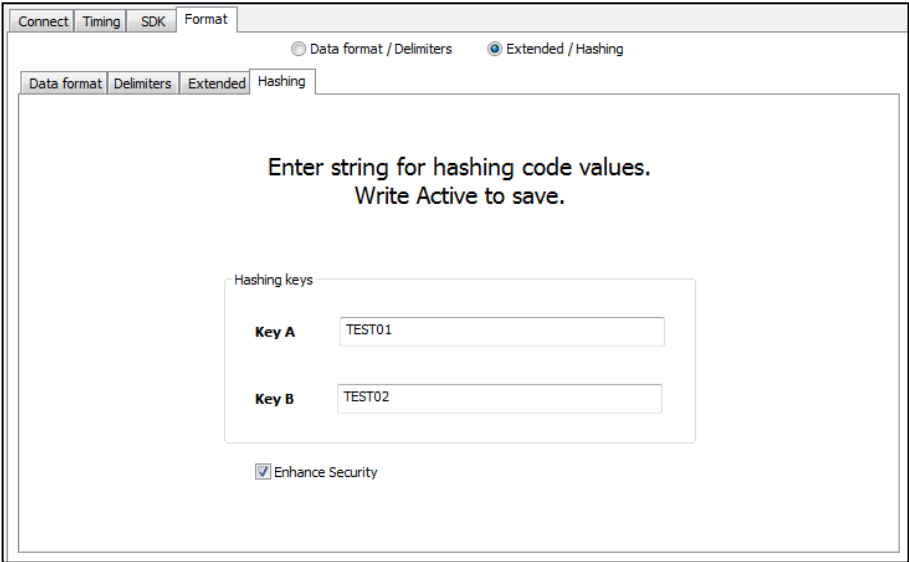 Connect Timing SDK Format
Data format / Delimiters Extended / Hashing
Data format Delimiters Extended Hashing
Enter string for hashing code values.
Write Active to save.
Hashing keys
Key A TEST01
Key B TEST02
Enhance Security